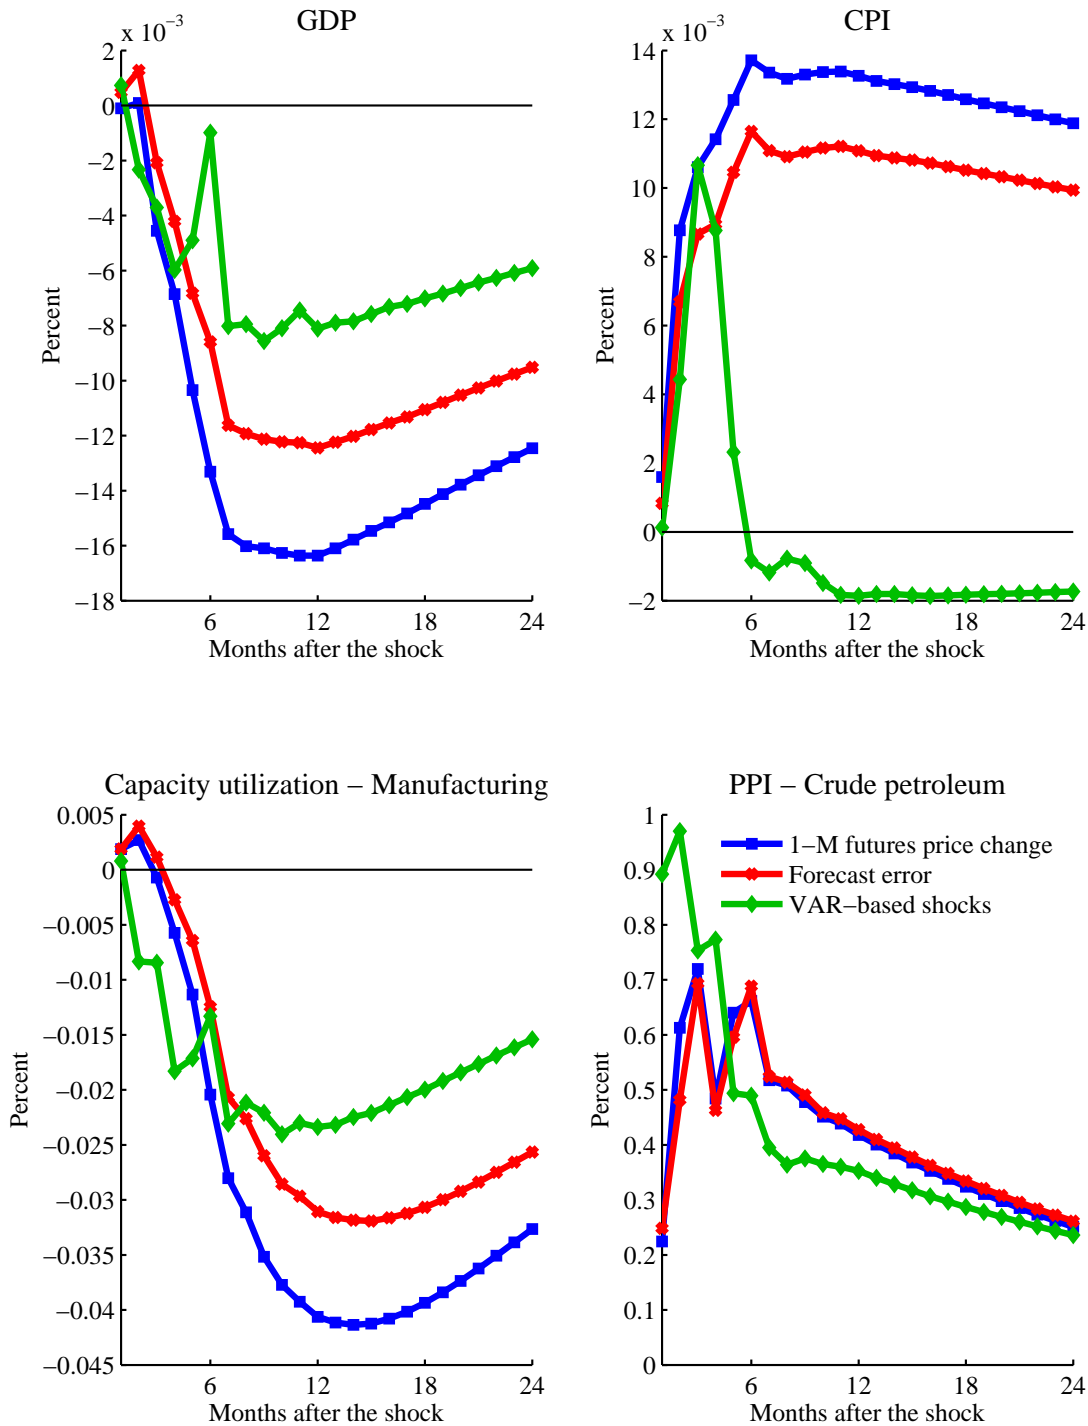 GDP
x 10⁻³
2
0
−2
−4
−6
−8
−10
−12
−14
−16
−18
Percent
6 12 18 24
Months after the shock
CPI
x 10⁻³
14
12
10
8
6
4
2
0
−2
Percent
6 12 18 24
Months after the shock
Capacity utilization − Manufacturing
0.005
0
−0.005
−0.01
−0.015
−0.02
−0.025
−0.03
−0.035
−0.04
−0.045
Percent
6 12 18 24
Months after the shock
PPI − Crude petroleum
1
0.9
0.8
0.7
0.6
0.5
0.4
0.3
0.2
0.1
0
Percent
1−M futures price change
Forecast error
VAR−based shocks
6 12 18 24
Months after the shock